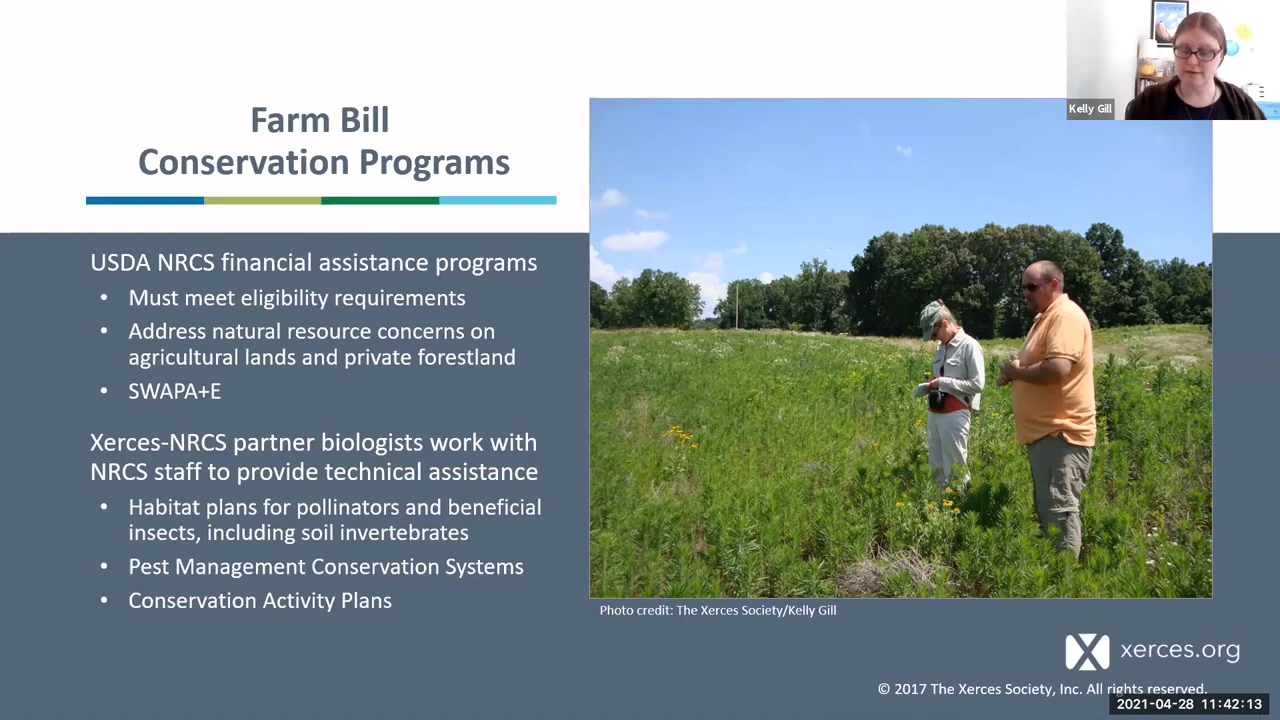 Farm Bill
Conservation Programs
Kelly Gill
USDA NRCS financial assistance programs
• Must meet eligibility requirements
• Address natural resource concerns on
agricultural lands and private forestland
• SWAPA+E
Xerces-NRCS partner biologists work with
NRCS staff to provide technical assistance
• Habitat plans for pollinators and beneficial
insects, including soil invertebrates
• Pest Management Conservation Systems
• Conservation Activity Plans
Photo credit: The Xerces Society/Kelly Gill
xerces.org
© 2017 The Xerces Society, Inc. All rights reserved.
2021-04-28 11:42:13